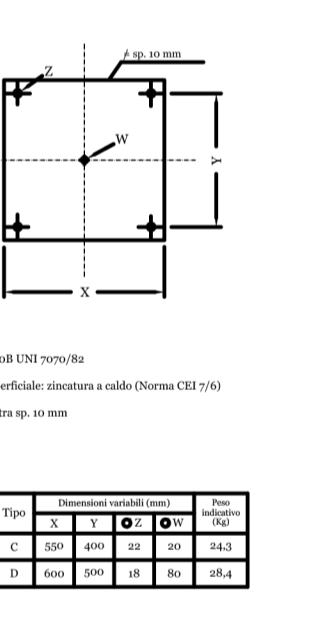 ≠ sp. 10 mm
Z
W
Y
X
0B UNI 7070/82
erficiale: zincatura a caldo (Norma CEI 7/6)
tra sp. 10 mm
Tipo Dimensioni variabili (mm) Peso indicativo (Kg)
X Y Z W
C 550 400 22 20 24,3
D 600 500 18 80 28,4